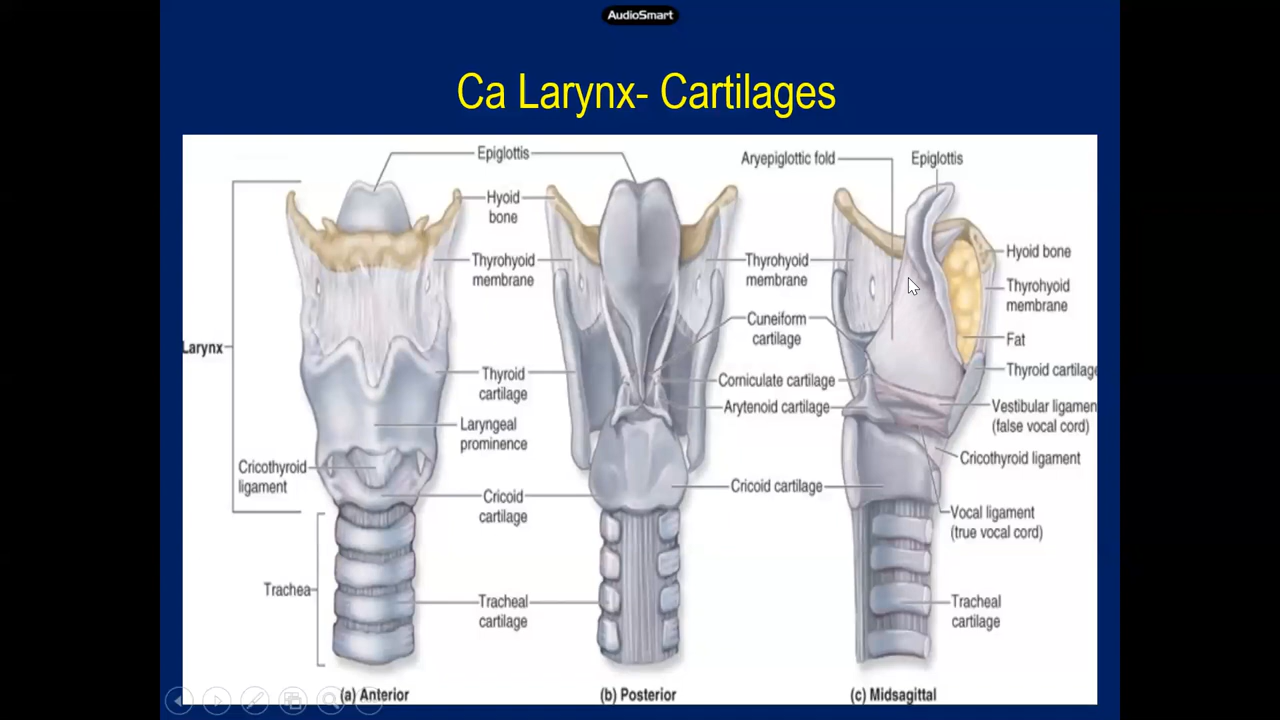 AudioSmart
Ca Larynx- Cartilages
Epiglottis
Aryepiglottic fold
Epiglottis
Hyoid
bone
Hyoid bone
Thyrohyoid
membrane
Thyrohyoid
membrane
Thyrohyoid
membrane
Cuneiform
cartilage
Fat
Larynx
Thyroid
cartilage
Corniculate cartilage
Thyroid cartilage
Arytenoid cartilage
Vestibular ligament
(false vocal cord)
Laryngeal
prominence
Cricothyroid
ligament
Cricothyroid ligament
Cricoid
cartilage
Cricoid cartilage
Vocal ligament
(true vocal cord)
Trachea
Tracheal
cartilage
Tracheal
cartilage
(a) Anterior
(b) Posterior
(c) Midsagittal